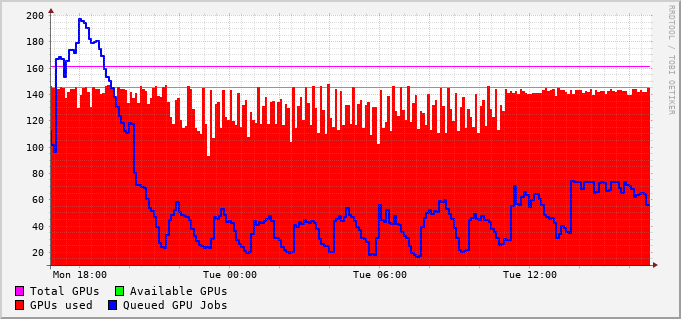 200
180
160
140
120
100
80
60
40
20
Mon 18:00 Tue 00:00 Tue 06:00 Tue 12:00
Total GPUs Available GPUs
GPUs used Queued GPU Jobs
RRDTOOL / TOBI OETIKER